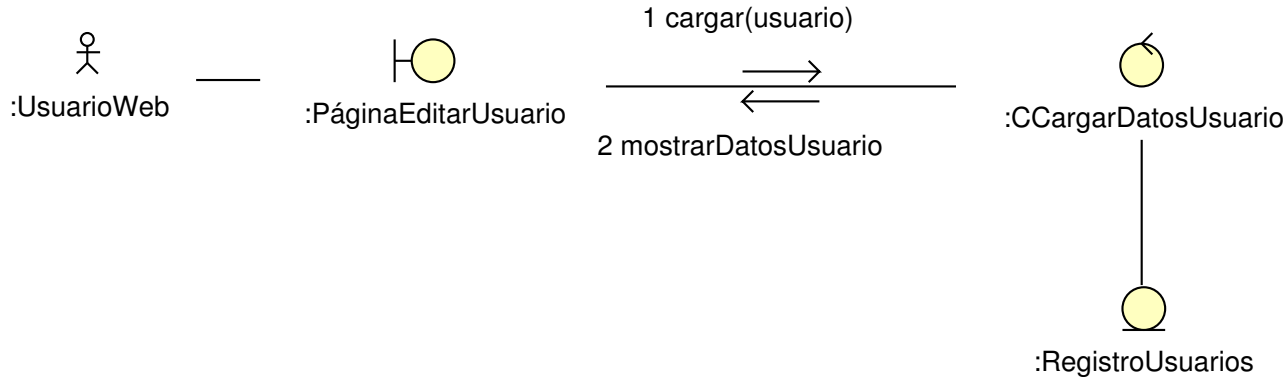 1 cargar(usuario)
:UsuarioWeb
:PáginaEditarUsuario
:CCargarDatosUsuario
2 mostrarDatosUsuario
:RegistroUsuarios